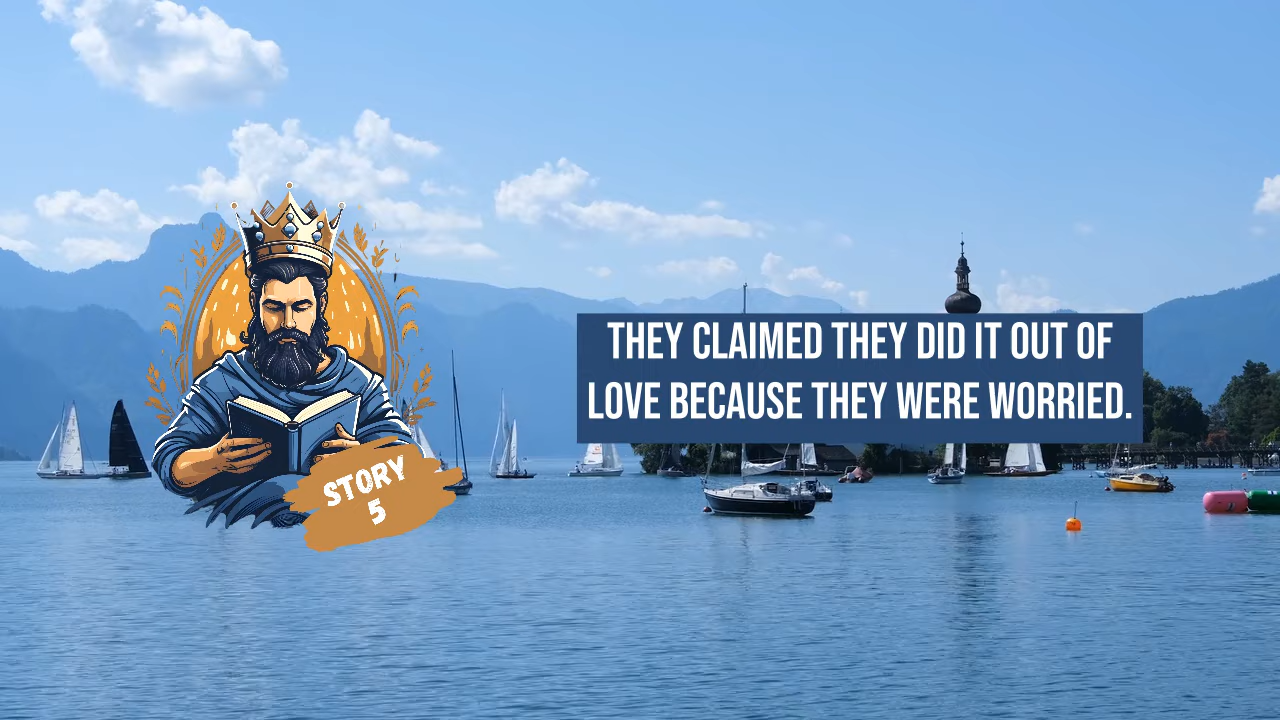 STORY
5
THEY CLAIMED THEY DID IT OUT OF
LOVE BECAUSE THEY WERE WORRIED.